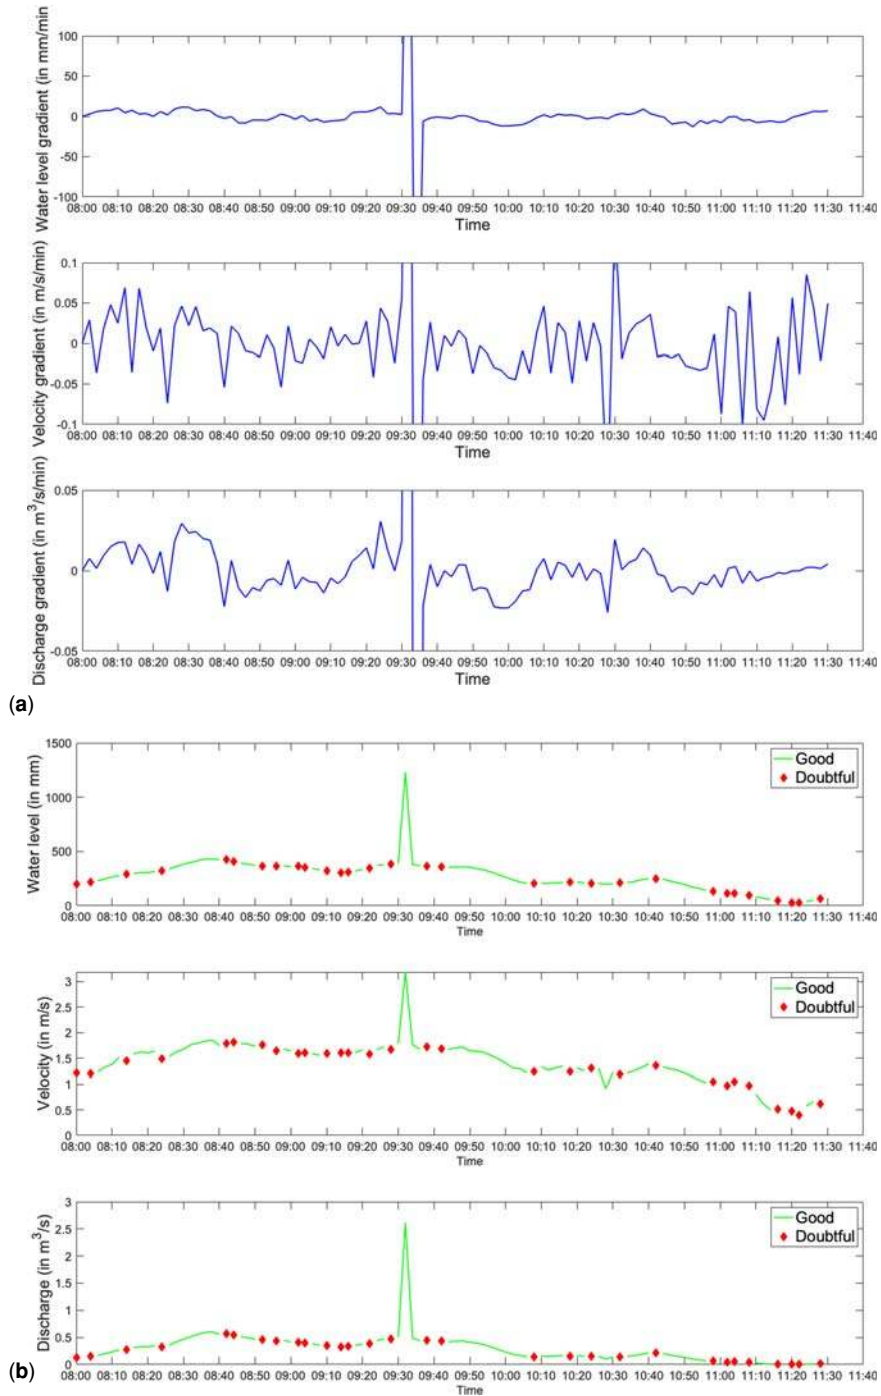 Water level gradient (in mm/min)
100
50
0
-50
-100
08:00 08:10 08:20 08:30 08:40 08:50 09:00 09:10 09:20 09:30 09:40 09:50 10:00 10:10 10:20 10:30 10:40 10:50 11:00 11:10 11:20 11:30 11:40
Time
Velocity gradient (in m/s/min)
0.1
0.05
0
-0.05
-0.1
08:00 08:10 08:20 08:30 08:40 08:50 09:00 09:10 09:20 09:30 09:40 09:50 10:00 10:10 10:20 10:30 10:40 10:50 11:00 11:10 11:20 11:30 11:40
Time
Discharge gradient (in m³/s/min)
0.05
0
-0.05
08:00 08:10 08:20 08:30 08:40 08:50 09:00 09:10 09:20 09:30 09:40 09:50 10:00 10:10 10:20 10:30 10:40 10:50 11:00 11:10 11:20 11:30 11:40
Time
(a)
Water level (in mm)
1500
1000
500
0
Good
Doubtful
08:00 08:10 08:20 08:30 08:40 08:50 09:00 09:10 09:20 09:30 09:40 09:50 10:00 10:10 10:20 10:30 10:40 10:50 11:00 11:10 11:20 11:30 11:40
Time
Velocity (in m/s)
3
2.5
2
1.5
1
0.5
0
Good
Doubtful
08:00 08:10 08:20 08:30 08:40 08:50 09:00 09:10 09:20 09:30 09:40 09:50 10:00 10:10 10:20 10:30 10:40 10:50 11:00 11:10 11:20 11:30 11:40
Time
Discharge (in m³/s)
3
2.5
2
1.5
1
0.5
0
Good
Doubtful
08:00 08:10 08:20 08:30 08:40 08:50 09:00 09:10 09:20 09:30 09:40 09:50 10:00 10:10 10:20 10:30 10:40 10:50 11:00 11:10 11:20 11:30 11:40
Time
(b)